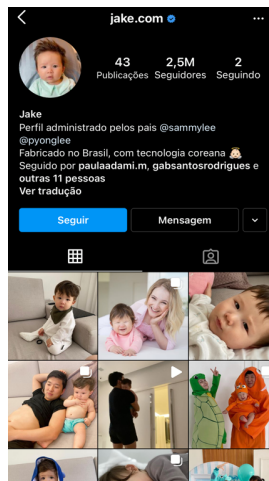 jake.com
43 2,5M 2
Publicações Seguidores Seguindo
Jake
Perfil administrado pelos pais @sammylee
@pyonglee
Fabricado no Brasil, com tecnologia coreana 👶🏻
Seguido por paulaadami.m, gabsantosrodrigues e
outras 11 pessoas
Ver tradução
Seguir Mensagem